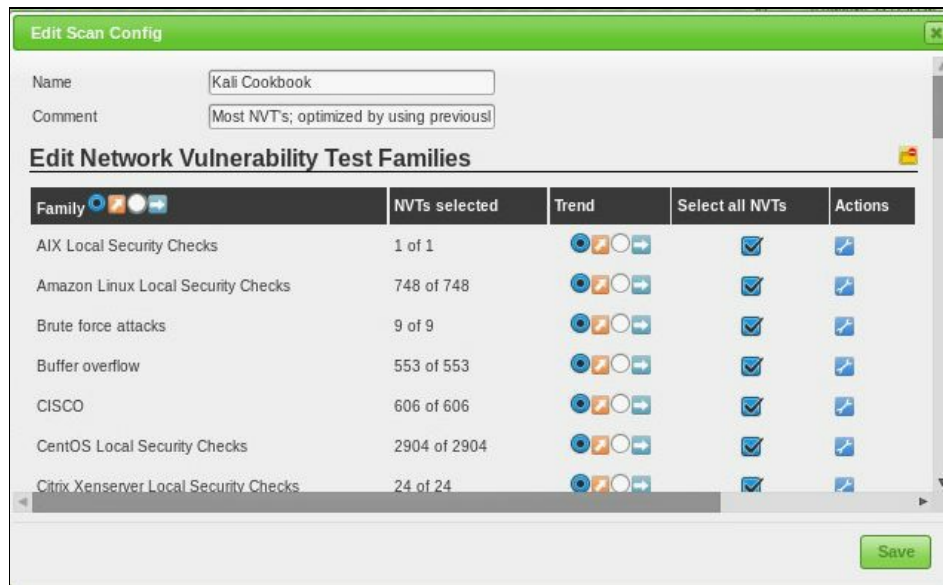 Edit Scan Config
Name Kali Cookbook
Comment Most NVT's; optimized by using previousl
Edit Network Vulnerability Test Families
Family NVTs selected Trend Select all NVTs Actions
AIX Local Security Checks 1 of 1
Amazon Linux Local Security Checks 748 of 748
Brute force attacks 9 of 9
Buffer overflow 553 of 553
CISCO 606 of 606
CentOS Local Security Checks 2904 of 2904
Citrix Xenserver Local Security Checks 24 of 24
Save